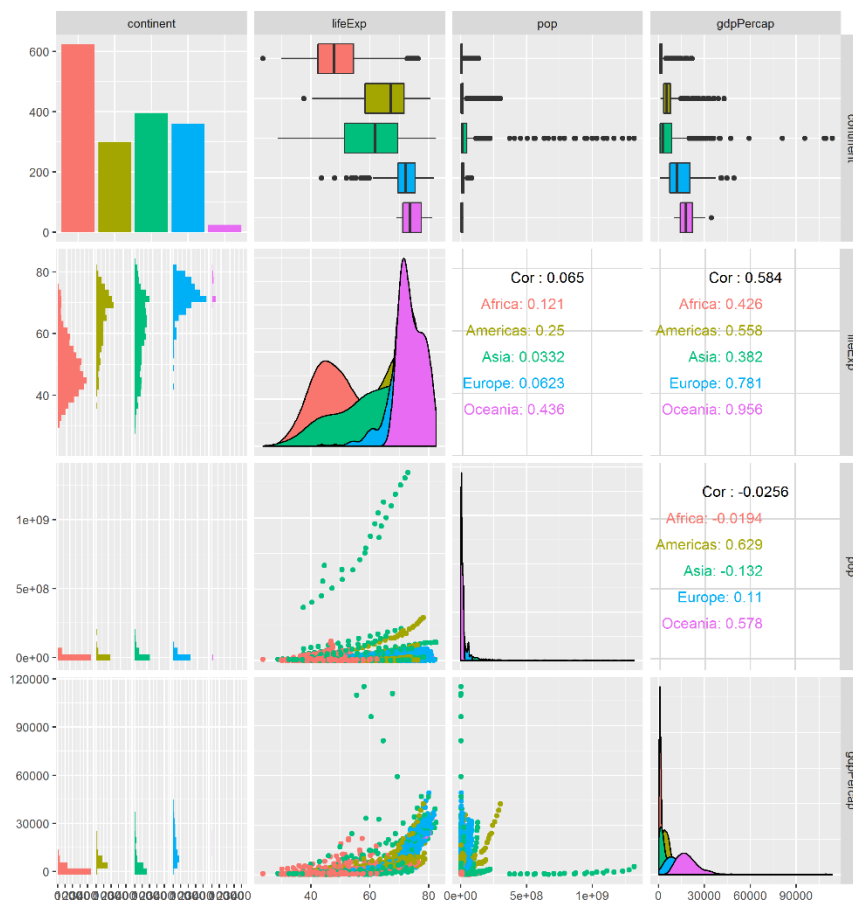 continent lifeExp pop gdpPercap
600
400
200
0
continent
80
60
40
Cor : 0.065
Africa: 0.121
Americas: 0.25
Asia: 0.0332
Europe: 0.0623
Oceania: 0.436
Cor : 0.584
Africa: 0.426
Americas: 0.558
Asia: 0.382
Europe: 0.781
Oceania: 0.956
lifeExp
1e+09
5e+08
0e+00
Cor : -0.0256
Africa: -0.0194
Americas: 0.629
Asia: -0.132
Europe: 0.11
Oceania: 0.578
pop
120000
90000
60000
30000
0
gdpPercap
40 60 80 0e+00 5e+08 1e+09 0 30000 60000 90000